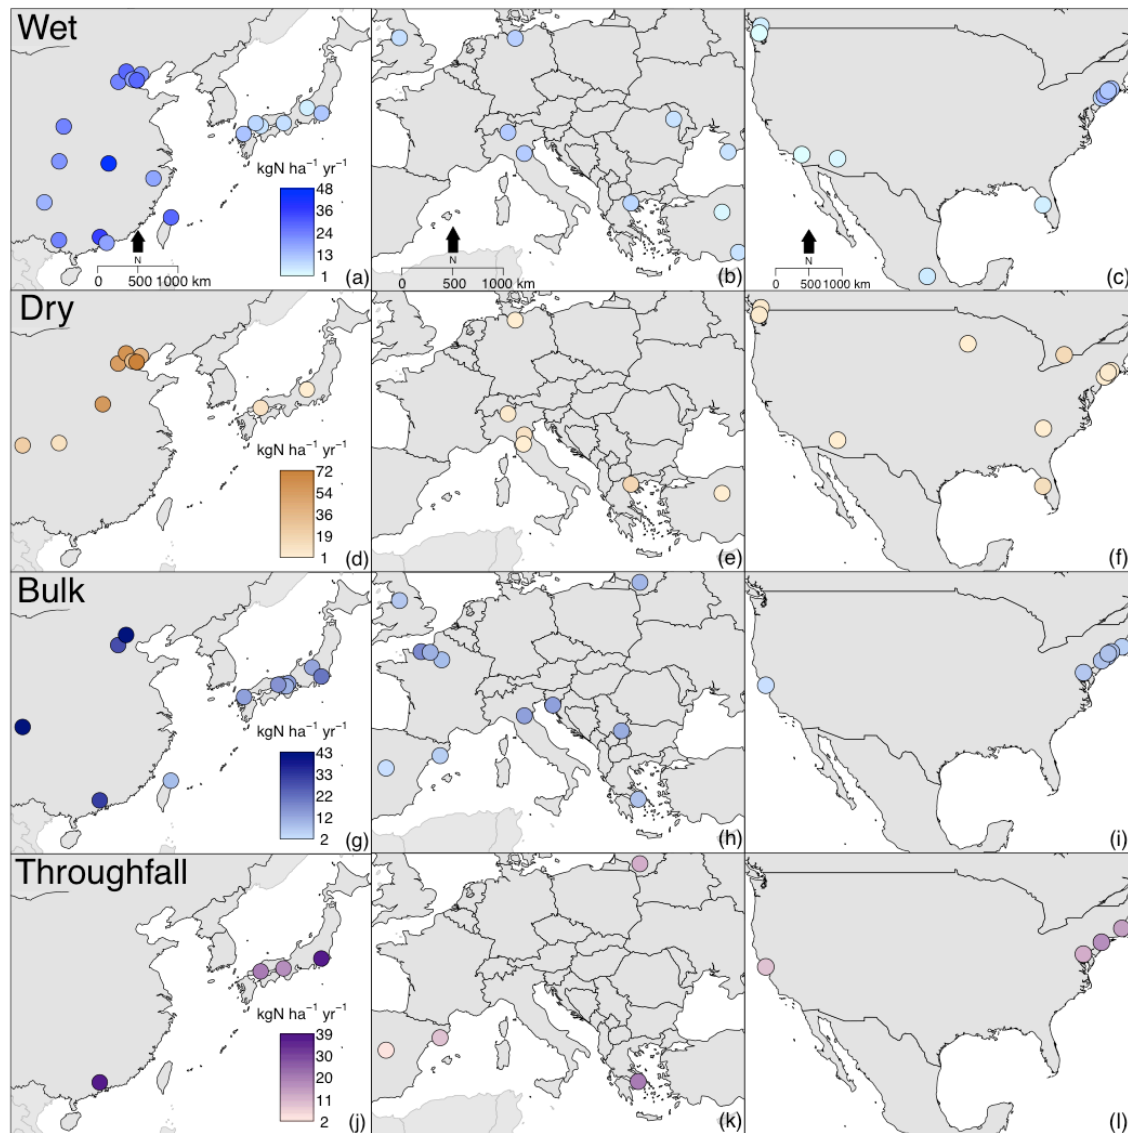 Wet
kgN ha⁻¹ yr⁻¹
48
36
24
13
1
N
0 500 1000 km
(a)
N
0 500 1000 km
(b)
N
0 500 1000 km
(c)
Dry
kgN ha⁻¹ yr⁻¹
72
54
36
19
1
(d)
(e)
(f)
Bulk
kgN ha⁻¹ yr⁻¹
43
33
22
12
2
(g)
(h)
(i)
Throughfall
kgN ha⁻¹ yr⁻¹
39
30
20
11
2
(j)
(k)
(l)